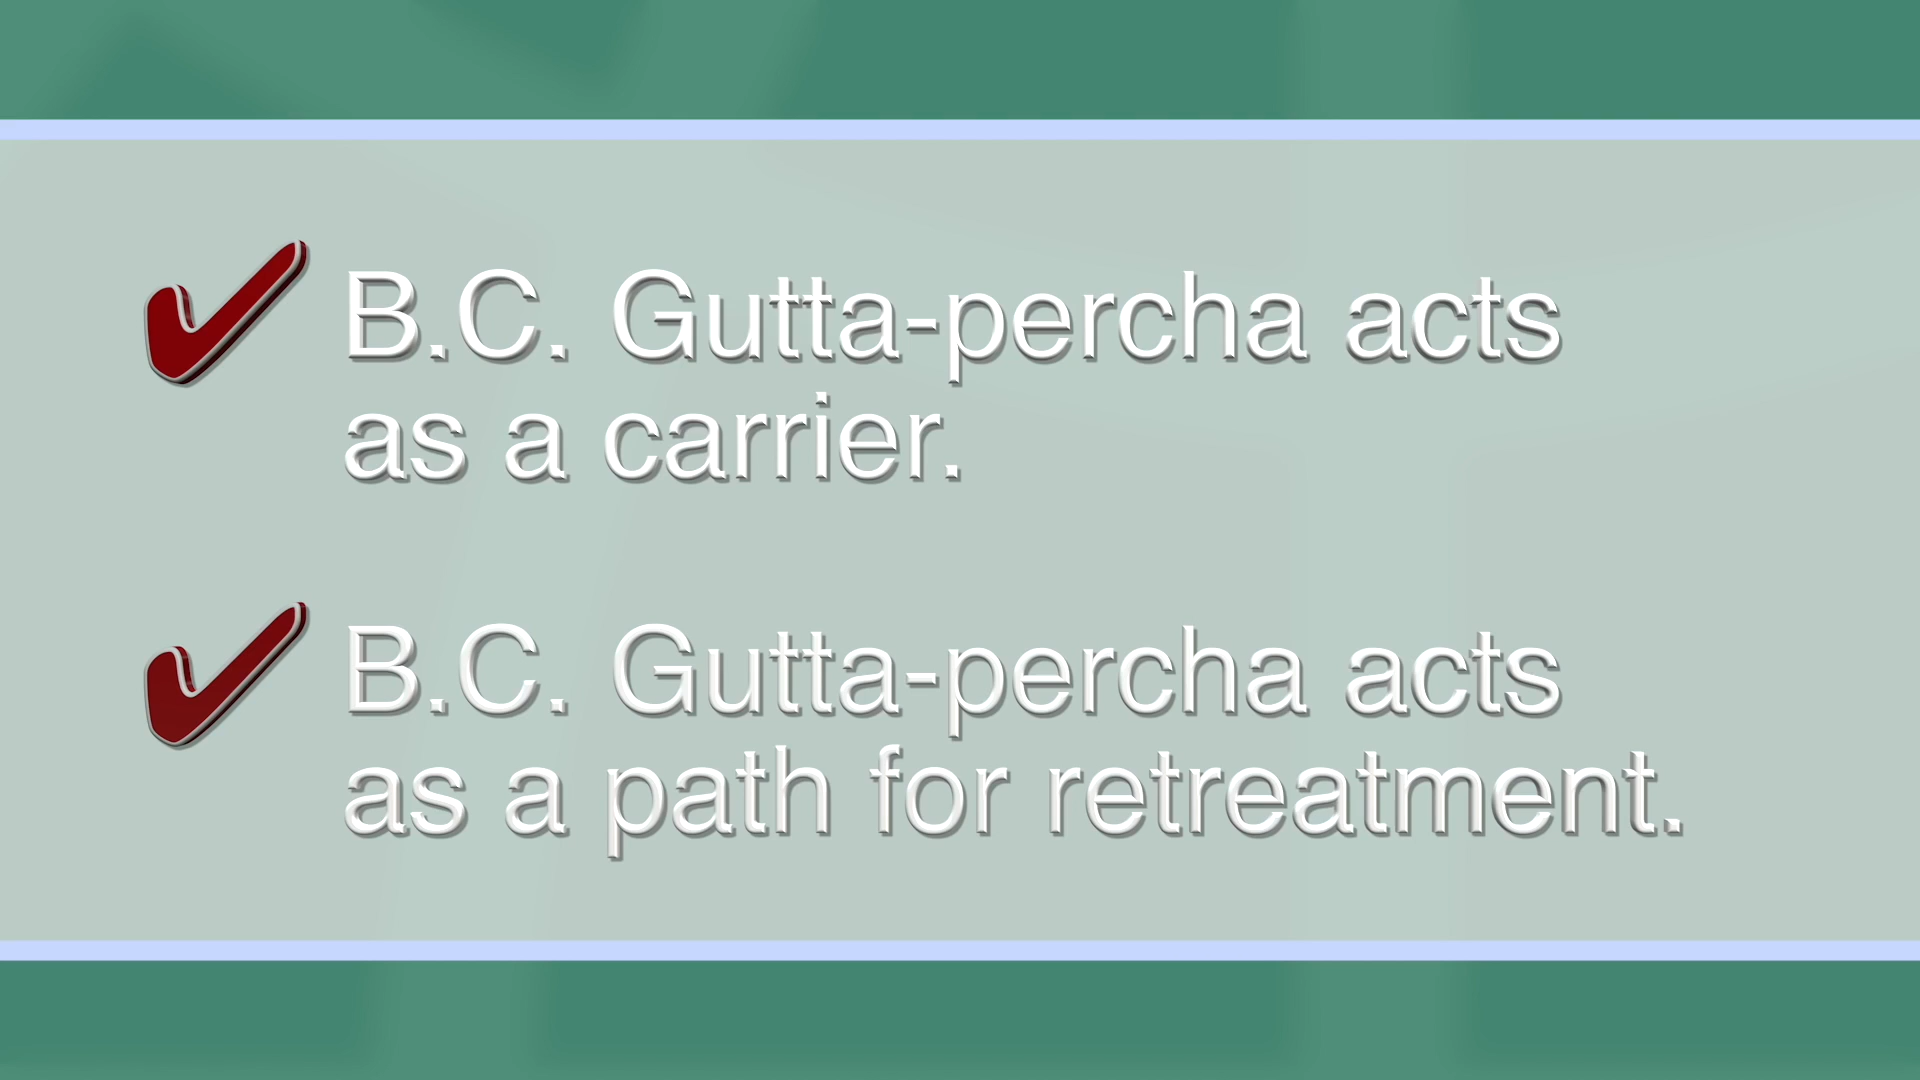 B.C. Gutta-percha acts
as a carrier.
B.C. Gutta-percha acts
as a path for retreatment.